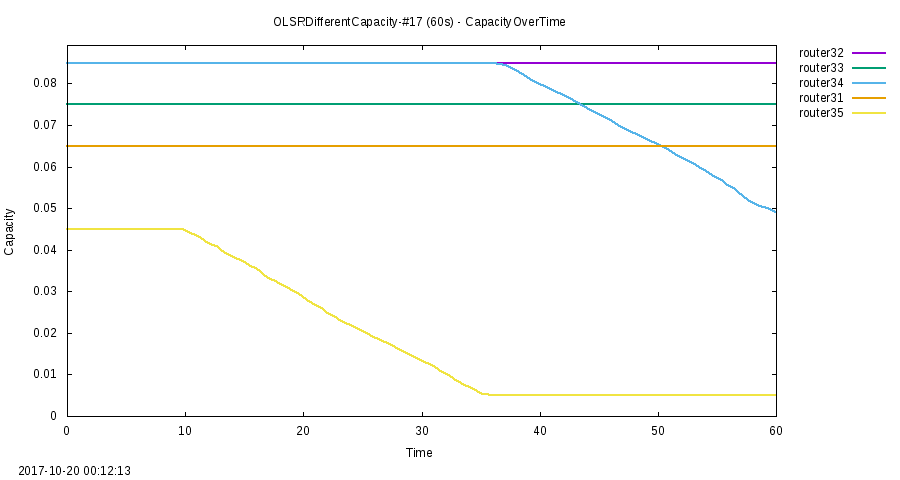 OLSRDifferentCapacity-#17 (60s) - CapacityOverTime
router32
router33
router34
router31
router35
Capacity
0.08
0.07
0.06
0.05
0.04
0.03
0.02
0.01
0
0 10 20 30 40 50 60
Time
2017-10-20 00:12:13